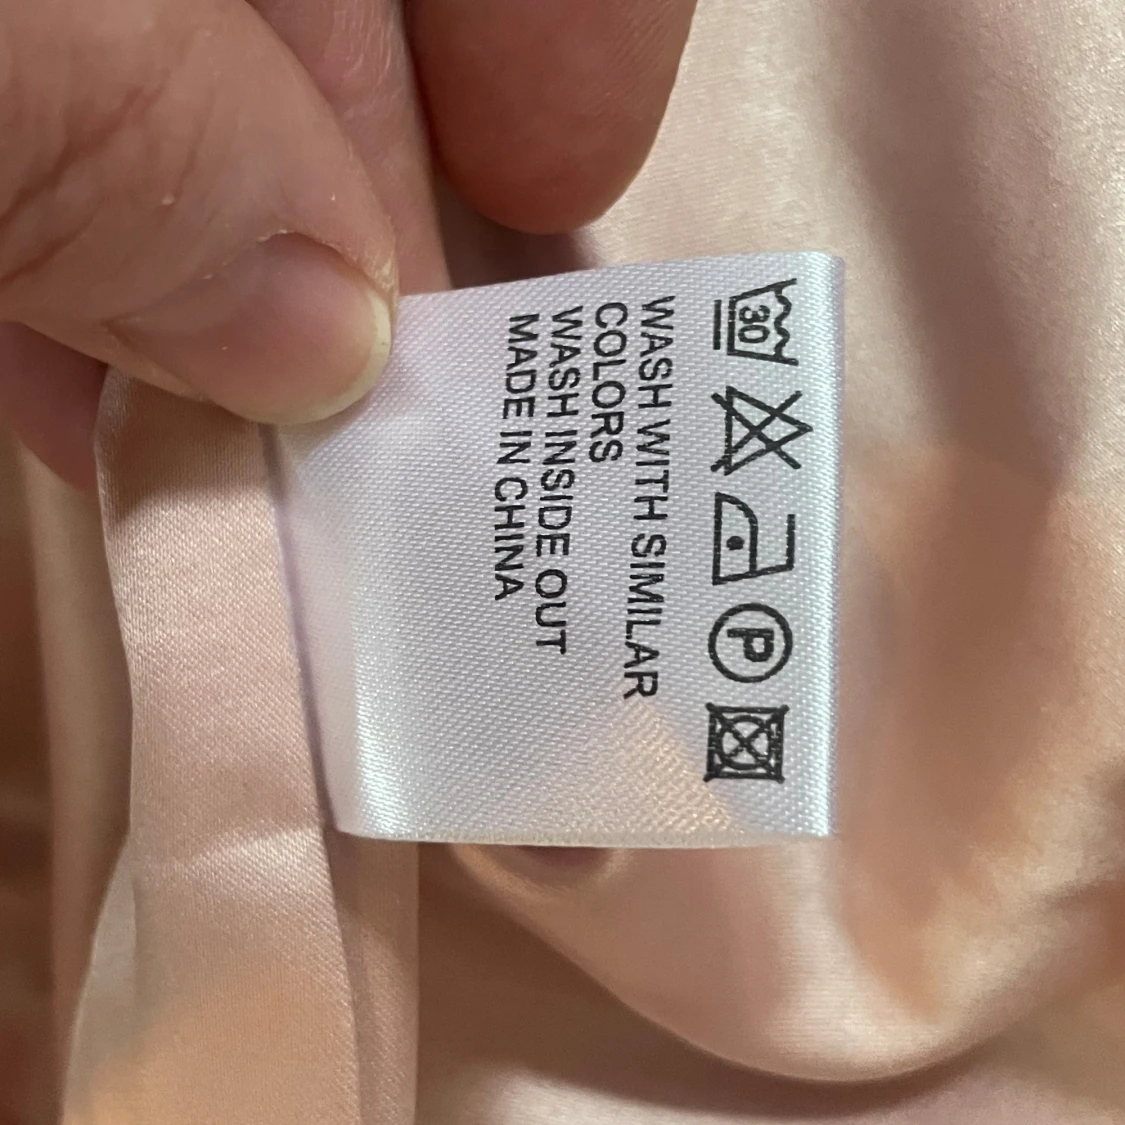 30
P
WASH WITH SIMILAR
COLORS
WASH INSIDE OUT
MADE IN CHINA